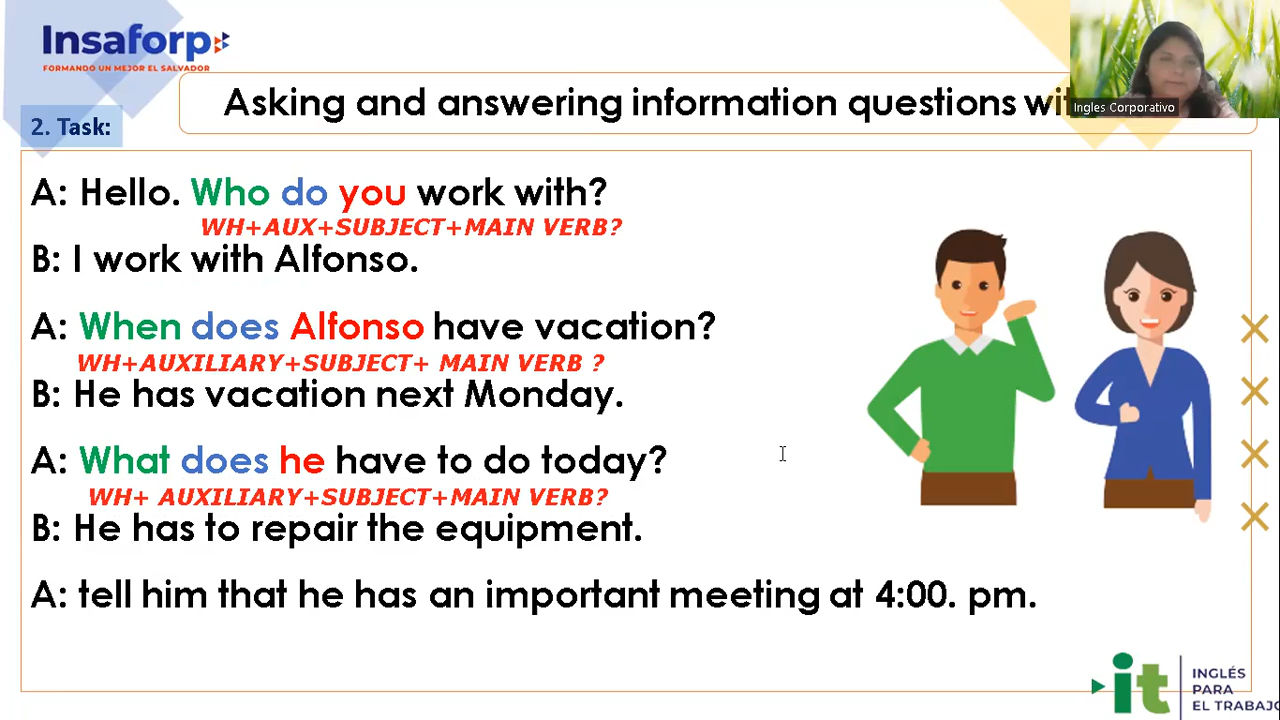 Insaforp
FORMANDO UN MEJOR EL SALVADOR
Asking and answering information questions
Ingles Corporativo
2. Task:
A: Hello. Who do you work with?
WH+AUX+SUBJECT+MAIN VERB?
B: I work with Alfonso.
A: When does Alfonso have vacation?
WH+AUXILIARY+SUBJECT+ MAIN VERB ?
B: He has vacation next Monday.
A: What does he have to do today?
WH+ AUXILIARY+SUBJECT+MAIN VERB?
B: He has to repair the equipment.
A: tell him that he has an important meeting at 4:00. pm.
it
INGLÉS
PARA
EL TRABAJO